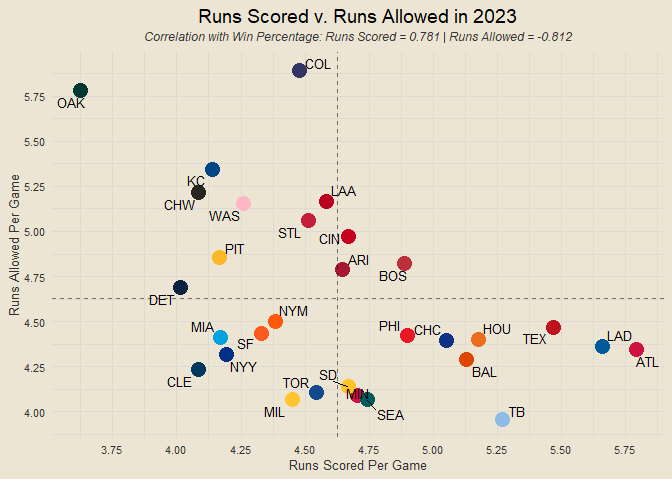 Runs Scored v. Runs Allowed in 2023
Correlation with Win Percentage: Runs Scored = 0.781 | Runs Allowed = -0.812
COL
5.75
OAK
5.50
KC
5.25
CHW
LAA
WAS
STL
5.00
CIN
PIT
ARI
4.75
BOS
DET
Runs Allowed Per Game
NYM
MIA
PHI
CHC
HOU
4.50
SF
TEX
LAD
ATL
NYY
BAL
4.25
CLE
SD
TOR
MIN
MIL
SEA
TB
4.00
3.75
4.00
4.25
4.50
4.75
5.00
5.25
5.50
5.75
Runs Scored Per Game